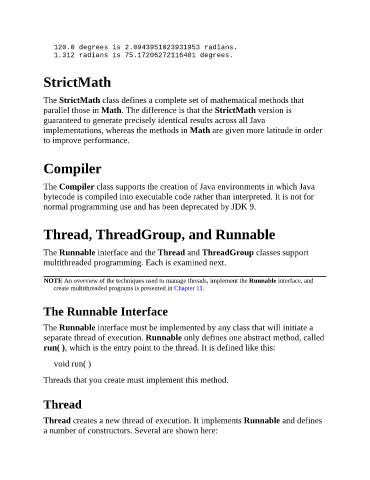 120.0 degrees is 2.0943951023931953 radians.
1.312 radians is 75.17206272116401 degrees.
StrictMath
The StrictMath class defines a complete set of mathematical methods that
parallel those in Math. The difference is that the StrictMath version is
guaranteed to generate precisely identical results across all Java
implementations, whereas the methods in Math are given more latitude in order
to improve performance.
Compiler
The Compiler class supports the creation of Java environments in which Java
bytecode is compiled into executable code rather than interpreted. It is not for
normal programming use and has been deprecated by JDK 9.
Thread, ThreadGroup, and Runnable
The Runnable interface and the Thread and ThreadGroup classes support
multithreaded programming. Each is examined next.
NOTE An overview of the techniques used to manage threads, implement the Runnable interface, and
create multithreaded programs is presented in Chapter 11.
The Runnable Interface
The Runnable interface must be implemented by any class that will initiate a
separate thread of execution. Runnable only defines one abstract method, called
run( ), which is the entry point to the thread. It is defined like this:
void run( )
Threads that you create must implement this method.
Thread
Thread creates a new thread of execution. It implements Runnable and defines
a number of constructors. Several are shown here: